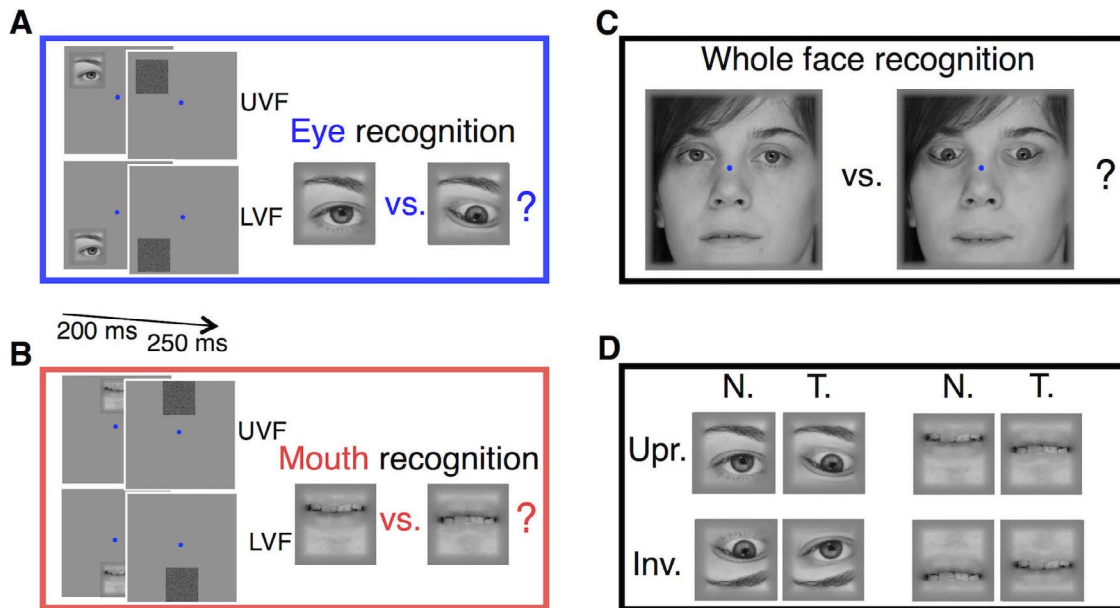 A
UVF
Eye recognition
LVF
vs.
?
200 ms
250 ms
B
UVF
Mouth recognition
LVF
vs.
?
C
Whole face recognition
vs.
?
D
N. T. N. T.
Upr.
Inv.